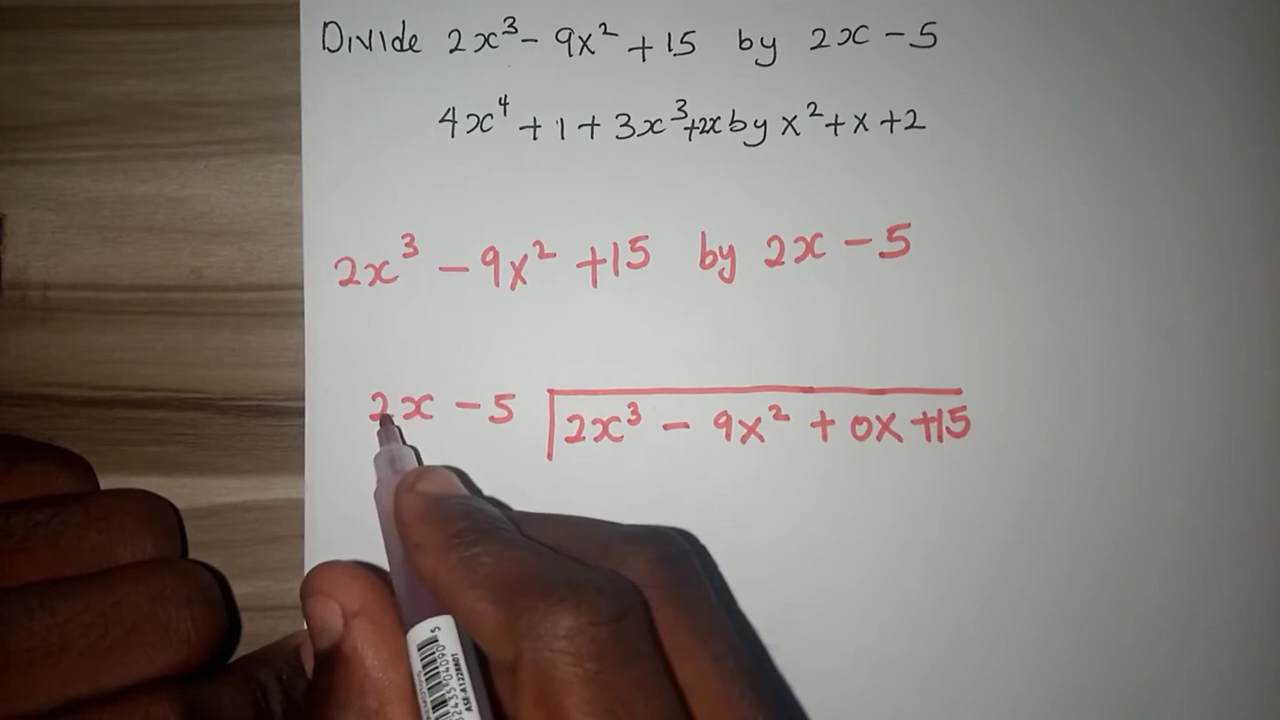 Divide 2x³ - 9x² + 15 by 2x - 5
4x⁴ + 1 + 3x³ + 2x by x² + x + 2
2x³ - 9x² + 15 by 2x - 5
2x - 5 2x³ - 9x² + 0x + 15